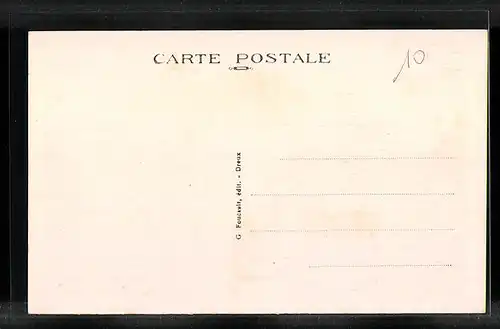 CARTE POSTALE
10
G Foucault, édit. - Dreux